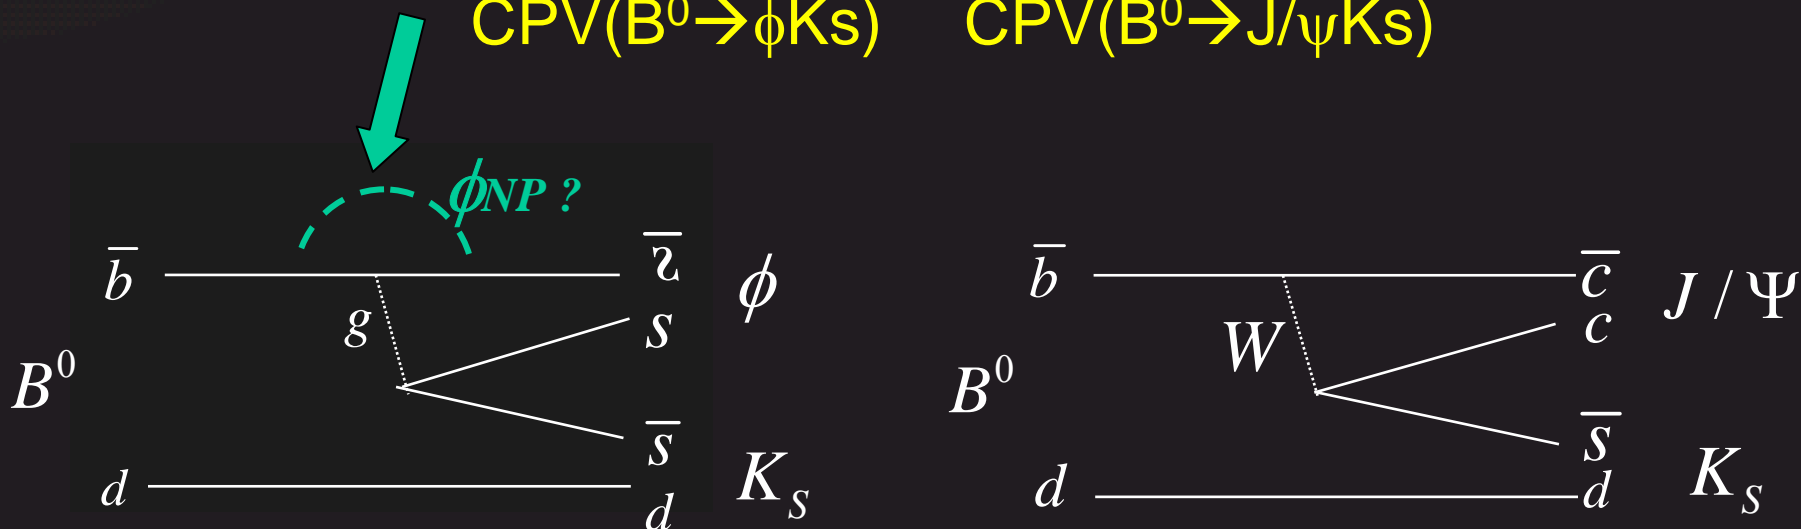 CPV(B⁰→ϕKs) CPV(B⁰→J/ψKs)
ϕNP ?
b̅ s̅ ϕ
g s
B⁰
s̅
d d K_S
b̅ c̅ J / Ψ
W c
B⁰
s̅
d d K_S